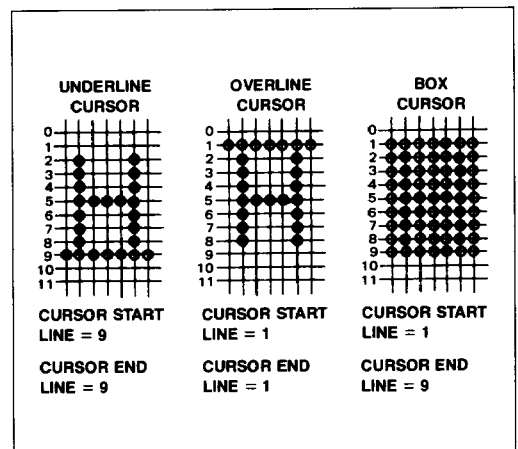 UNDERLINE
CURSOR
0
1
2
3
4
5
6
7
8
9
10
11
CURSOR START
LINE = 9
CURSOR END
LINE = 9
OVERLINE
CURSOR
0
1
2
3
4
5
6
7
8
9
10
11
CURSOR START
LINE = 1
CURSOR END
LINE = 1
BOX
CURSOR
0
1
2
3
4
5
6
7
8
9
10
11
CURSOR START
LINE = 1
CURSOR END
LINE = 9